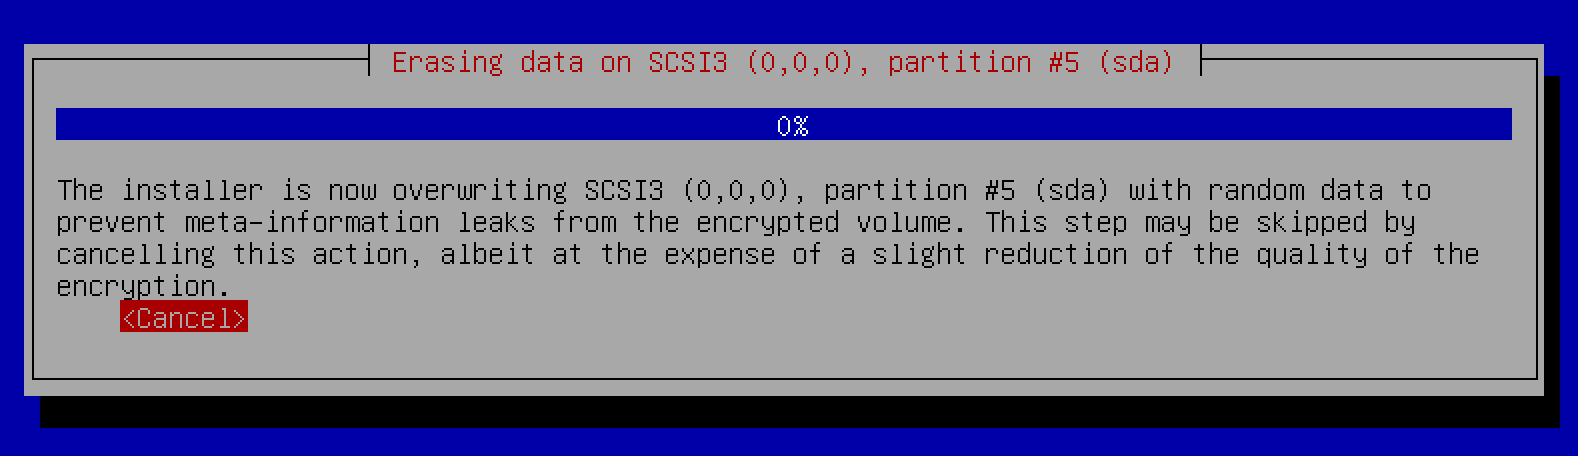 Erasing data on SCSI3 (0,0,0), partition #5 (sda)
0%
The installer is now overwriting SCSI3 (0,0,0), partition #5 (sda) with random data to
prevent meta-information leaks from the encrypted volume. This step may be skipped by
cancelling this action, albeit at the expense of a slight reduction of the quality of the
encryption.
<Cancel>